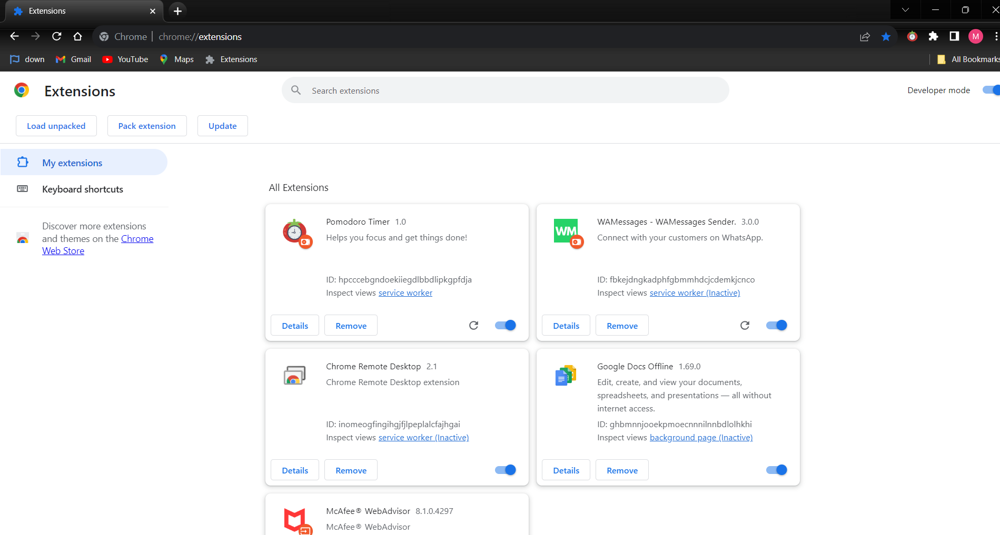 Extensions
Chrome | chrome://extensions
M
down Gmail YouTube Maps Extensions
All Bookmarks
Extensions
Search extensions
Developer mode
Load unpacked Pack extension Update
My extensions
Keyboard shortcuts
Discover more extensions
and themes on the Chrome
Web Store
All Extensions
Pomodoro Timer 1.0
Helps you focus and get things done!
ID: hpcccebgndoekiiegdlbbdlipkgpfdja
Inspect views service worker
Details Remove
WM
WAMessages - WAMessages Sender. 3.0.0
Connect with your customers on WhatsApp.
ID: fbkejdngkadphfgbmmhdcjcdemkjcnco
Inspect views service worker (Inactive)
Details Remove
Chrome Remote Desktop 2.1
Chrome Remote Desktop extension
ID: inomeogfingihgjfjlpeplalcfajhgai
Inspect views service worker (Inactive)
Details Remove
Google Docs Offline 1.69.0
Edit, create, and view your documents,
spreadsheets, and presentations — all without
internet access.
ID: ghbmnnjooekpmoecnnnilnnbdlolhkhi
Inspect views background page (Inactive)
Details Remove
McAfee® WebAdvisor 8.1.0.4297
McAfee® WebAdvisor